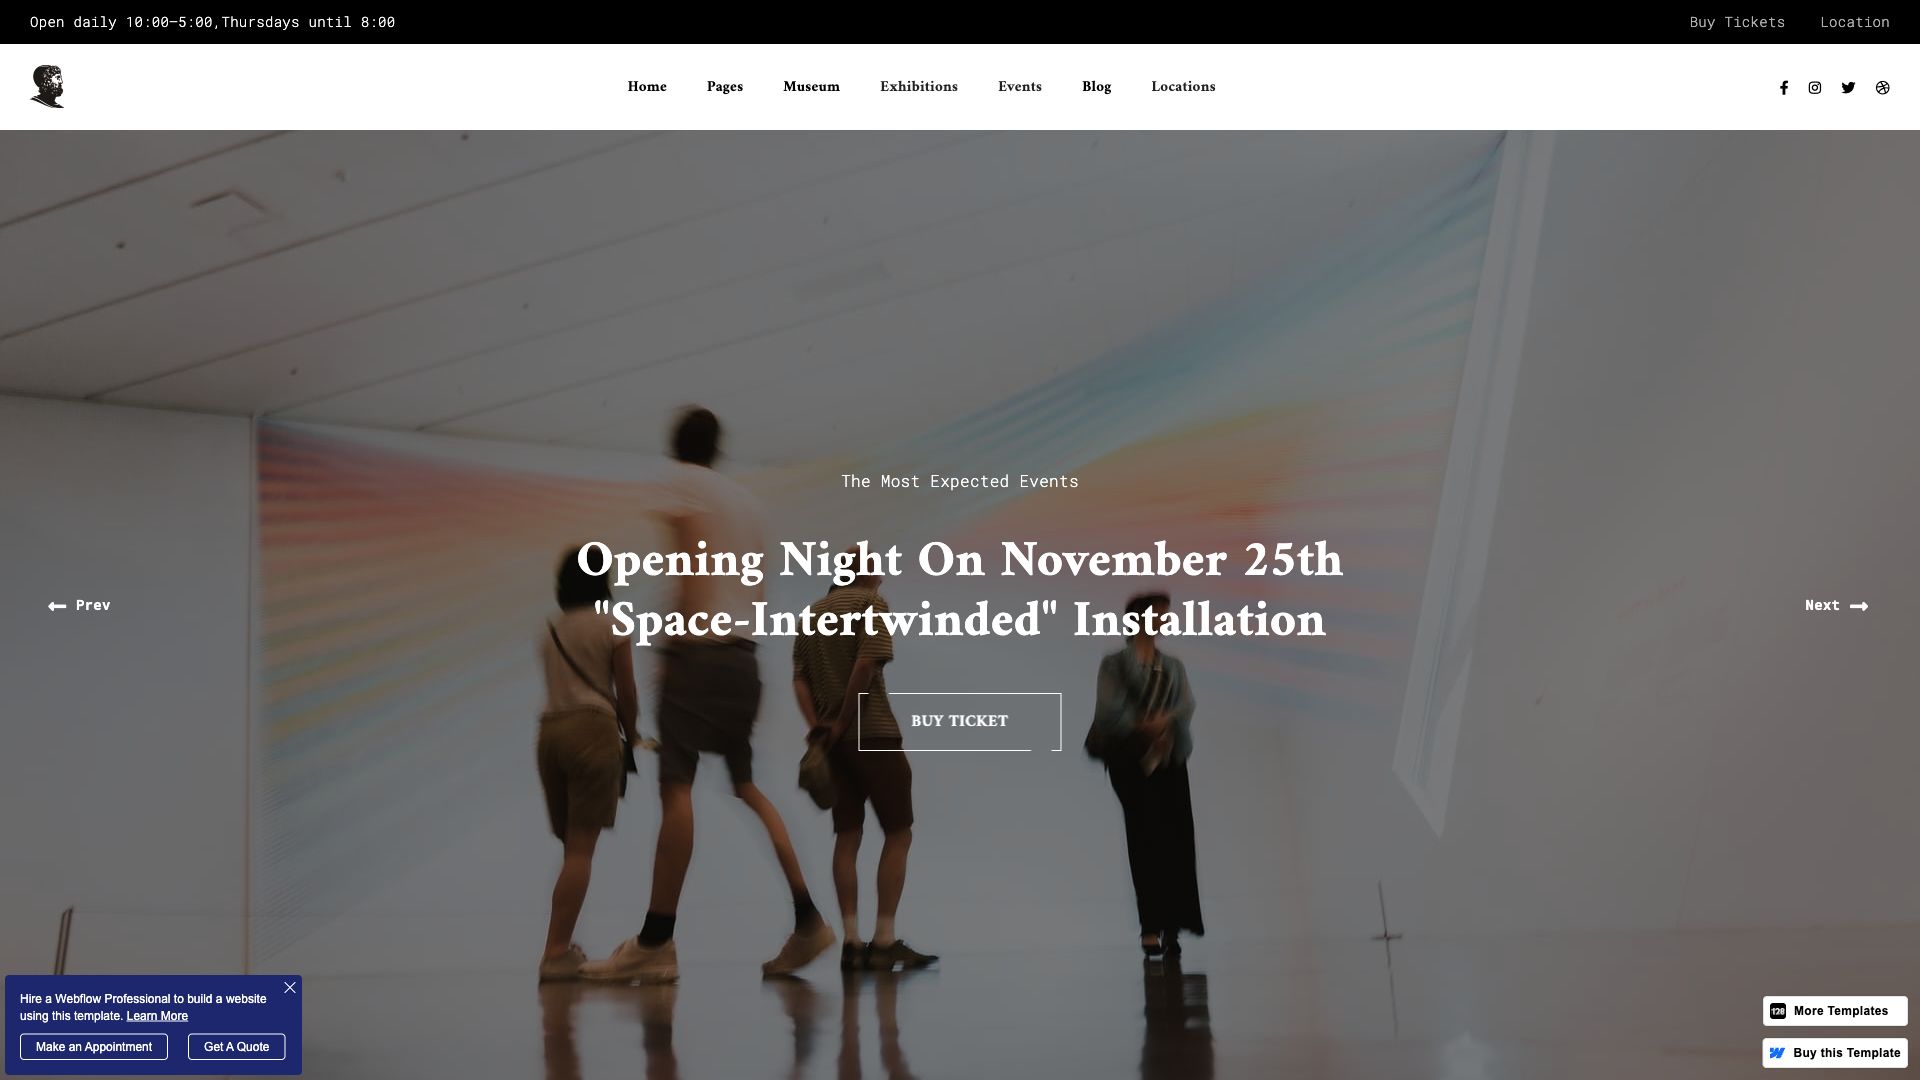 Open daily 10:00—5:00,Thursdays until 8:00
Buy Tickets
Location
Home
Pages
Museum
Exhibitions
Events
Blog
Locations
The Most Expected Events
Opening Night On November 25th
"Space-Intertwinded" Installation
Prev
Next
BUY TICKET
Hire a Webflow Professional to build a website
using this template. Learn More
Make an Appointment
Get A Quote
128
More Templates
Buy this Template